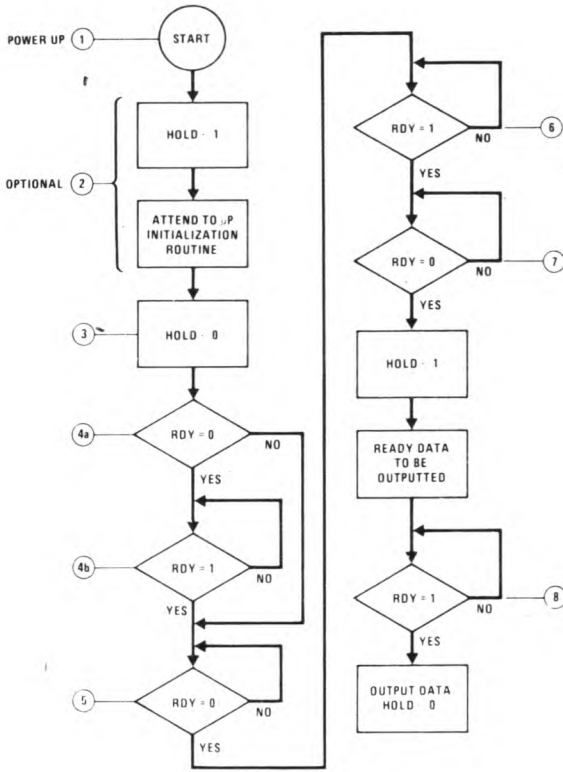 POWER UP
1
START
OPTIONAL
2
HOLD - 1
ATTEND TO μP
INITIALIZATION
ROUTINE
3
HOLD - 0
4a
RDY = 0
NO
YES
4b
RDY = 1
NO
YES
5
RDY = 0
NO
YES
RDY = 1
NO
6
YES
RDY = 0
NO
7
YES
HOLD - 1
READY DATA
TO BE
OUTPUTTED
RDY = 1
NO
8
YES
OUTPUT DATA
HOLD 0